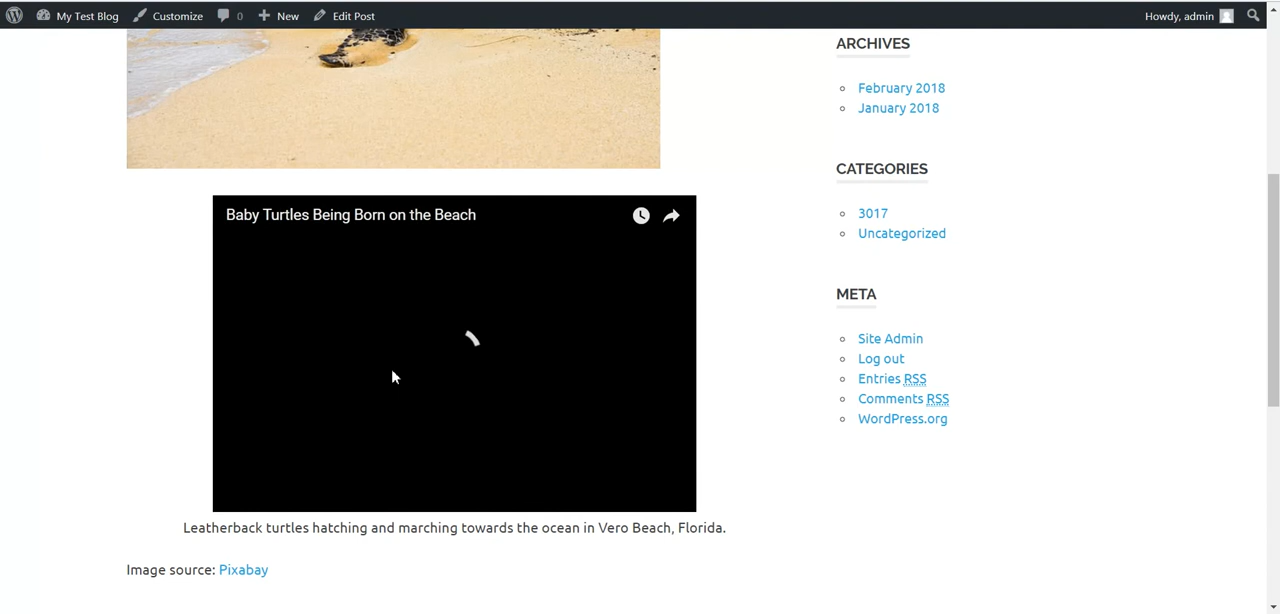 My Test Blog Customize 0 New Edit Post Howdy, admin
Baby Turtles Being Born on the Beach
Leatherback turtles hatching and marching towards the ocean in Vero Beach, Florida.
Image source: Pixabay
ARCHIVES
February 2018
January 2018
CATEGORIES
3017
Uncategorized
META
Site Admin
Log out
Entries RSS
Comments RSS
WordPress.org